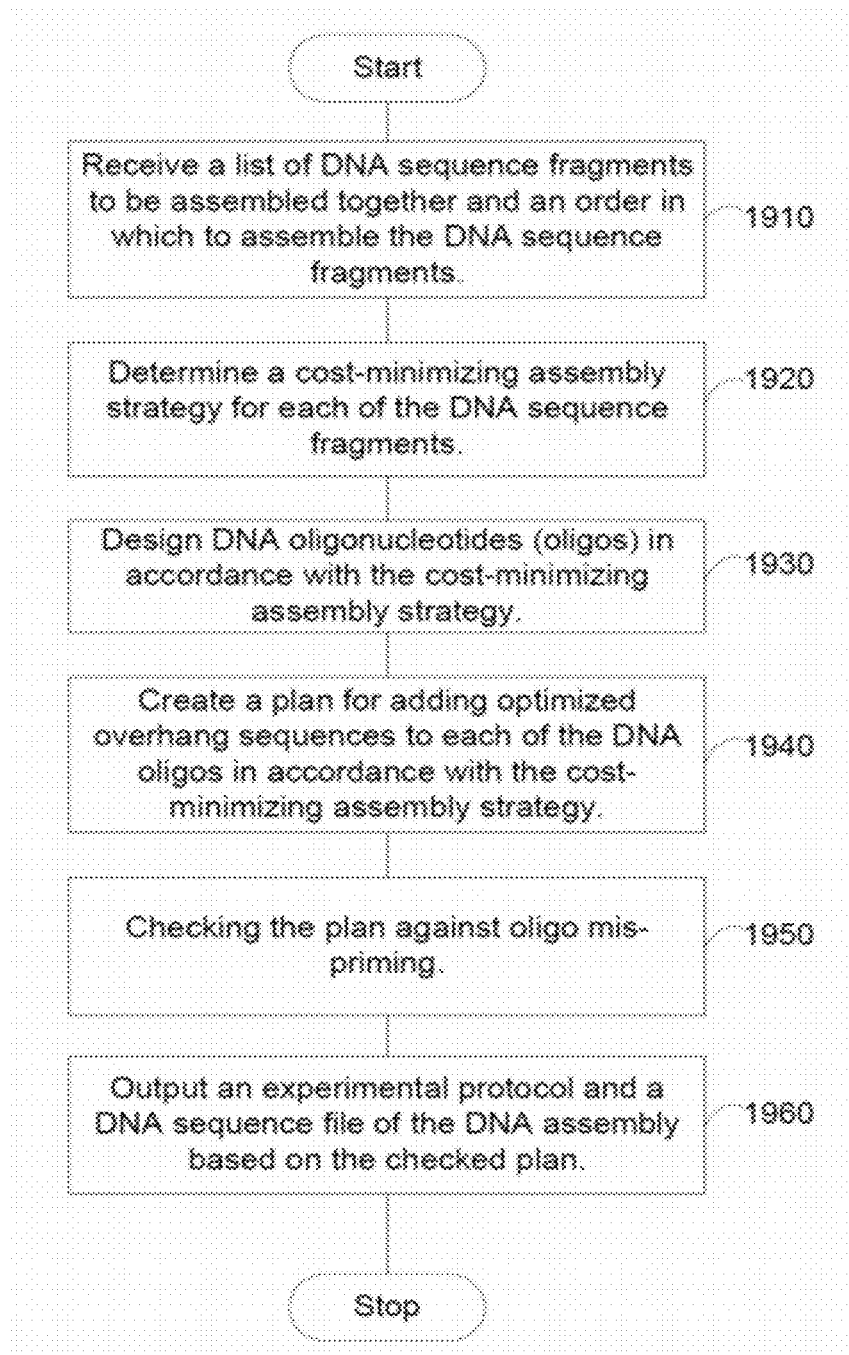 Start
Receive a list of DNA sequence fragments
to be assembled together and an order in
which to assemble the DNA sequence
fragments.
1910
Determine a cost-minimizing assembly
strategy for each of the DNA sequence
fragments.
1920
Design DNA oligonucleotides (oligos) in
accordance with the cost-minimizing
assembly strategy.
1930
Create a plan for adding optimized
overhang sequences to each of the DNA
oligos in accordance with the cost-
minimizing assembly strategy.
1940
Checking the plan against oligo mis-
priming.
1950
Output an experimental protocol and a
DNA sequence file of the DNA assembly
based on the checked plan.
1960
Stop